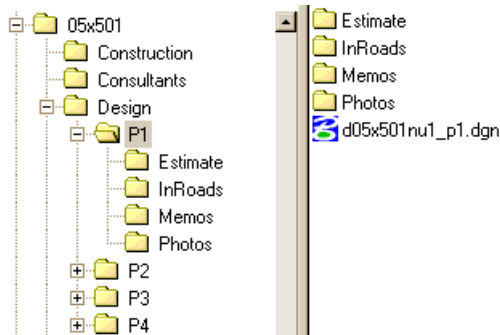 05x501
Construction
Consultants
Design
P1
Estimate
InRoads
Memos
Photos
P2
P3
P4
Estimate
InRoads
Memos
Photos
d05x501nu1_p1.dgn